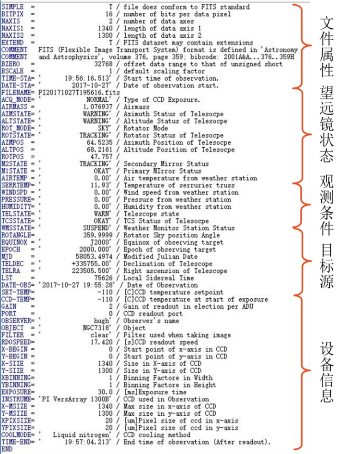 SIMPLE = T / file does conform to FITS standard
BITPIX = 16 / number of bits per data pixel
NAXIS = 2 / number of data axes
NAXIS1 = 1340 / length of data axis 1
NAXIS2 = 1300 / length of data axis 2
EXTEND = T / FITS dataset may contain extensions
COMMENT FITS (Flexible Image Transport System) format is defined in 'Astronomy
COMMENT and Astrophysics', volume 376, page 359; bibcode: 2001A&A...376..359H
BZERO = 32768 / offset data range to that of unsigned short
BSCALE = 1 / default scaling factor
TIME-STA= '19:56:16.513' / Start time of observation.
DATE-STA= '2017-10-27' / Date of observation start.
FILENAME= PI20171027T195616.fits
ACQ_MODE= 'NORMAL' / Type of CCD Exposure.
AIRMASS = 1.076937 / Airmass
AZMSTATE= 'WARNING' / Azimuth Status of Telescope
ALTSTATE= 'WARNING' / Altitude Status of Telescope
ROT_MODE= 'SKY' / Rotator Mode
ROTSTATE= 'TRACKING' / Rotator Status of Telescope
AZMPOS = 64.5235 / Azimuth Position of Telescope
ALTPOS = 68.2161 / Altitude Position of Telescope
ROTPOS = 47.757
M2STATE = 'TRACKING' / Secondary Mirror Status
M1STATE = 'OKAY' / Primary Mirror Status
AIRTEMP = 0.00 / Air temperature from weather station
SERRTEMP= 11.93 / Temperature of serrurier truss
WINDSPD = 0.00 / Wind speed from weather station
PRESSURE= 0.00 / Pressure from weather station
HUMIDITY= 0.00 / Humidity from weather station
TELSTATE= 'WARN' / Telescope state
TCSSTATE= 'OKAY' / TCS Status of Telescope
WMSSTATE= 'SUSPEND' / Weather Monitor Station Status
ROTANGLE= 359.9999 / Rotator Sky position Angle
EQUINOX = 'J2000' / Equinox of observing target
EPOCH = 2000.000 / Epoch of observing target
MJD = 58053.4974 / Modified Julian Date
TELDEC = +335755.00 / Declination of Telescope
TELRA = 223505.500 / Right ascension of Telescope
LST = 75626 / Local Sidereal Time
DATE-OBS= '2017-10-27 19:55:28' / Date of Observation
SET-TEMP= -110 / [C]CCD temperature setpoint
CCD-TEMP= -110 / [C]CCD temperature at start of exposure
GAIN = 2 / Gain of readout in election per ADU
PORT = 0 / CCD readout port
OBSERVER= 'hugh' / Observer's name
OBJECT = 'NGC7318' / Object
FILTER = 'clear' / Filter used when taking image
RDOSPEED= 17.420 / [s]CCD readout speed
X-BEGIN = 0 / Start point of x-axis in CCD
Y-BEGIN = 0 / Start point of y-axis in CCD
X-SIZE = 1340 / Size in X-axis of CCD
Y-SIZE = 1300 / Size in Y-axis of CCD
XBINNING= 1 / Binning Factor in Width
YBINNING= 1 / Binning Factor in Height
EXPOSURE= 30.0 / [ms]Exposure time
INSTRUME= 'PI VersArray 1300B' / CCD used in Observation
X-MSIZE = 1340 / Max size in x-axis of CCD
Y-MSIZE = 1300 / Max size in y-axis of CCD
XPIXSIZE= 20 / [um]Pixel size of ccd in x-axis
YPIXSIZE= 20 / [um]Pixel size of ccd in y-axis
COOLMODE= 'Liquid nitrogen' / CCD cooling method
TIME-END= '19:57:04.213' / End time of observation (After readout).
END
文件属性
望远镜状态
观测条件
目标源
设备信息